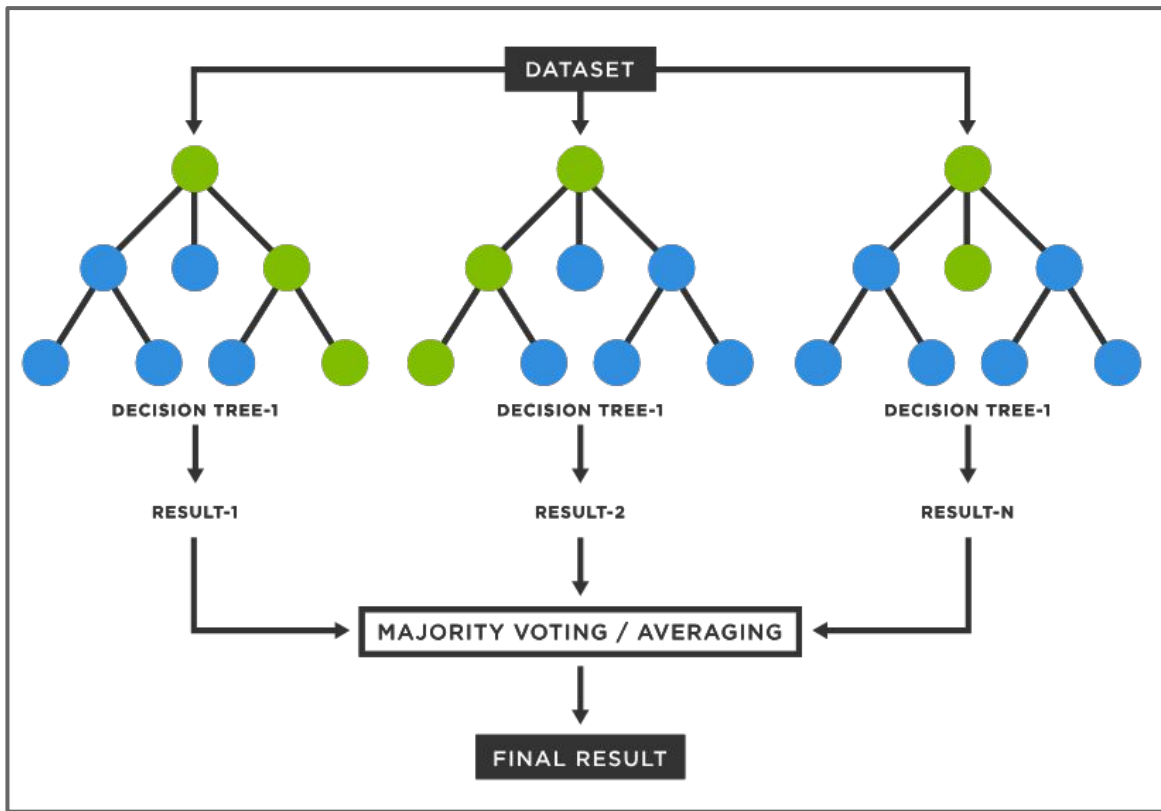 DATASET
DECISION TREE-1
DECISION TREE-1
DECISION TREE-1
RESULT-1
RESULT-2
RESULT-N
MAJORITY VOTING / AVERAGING
FINAL RESULT